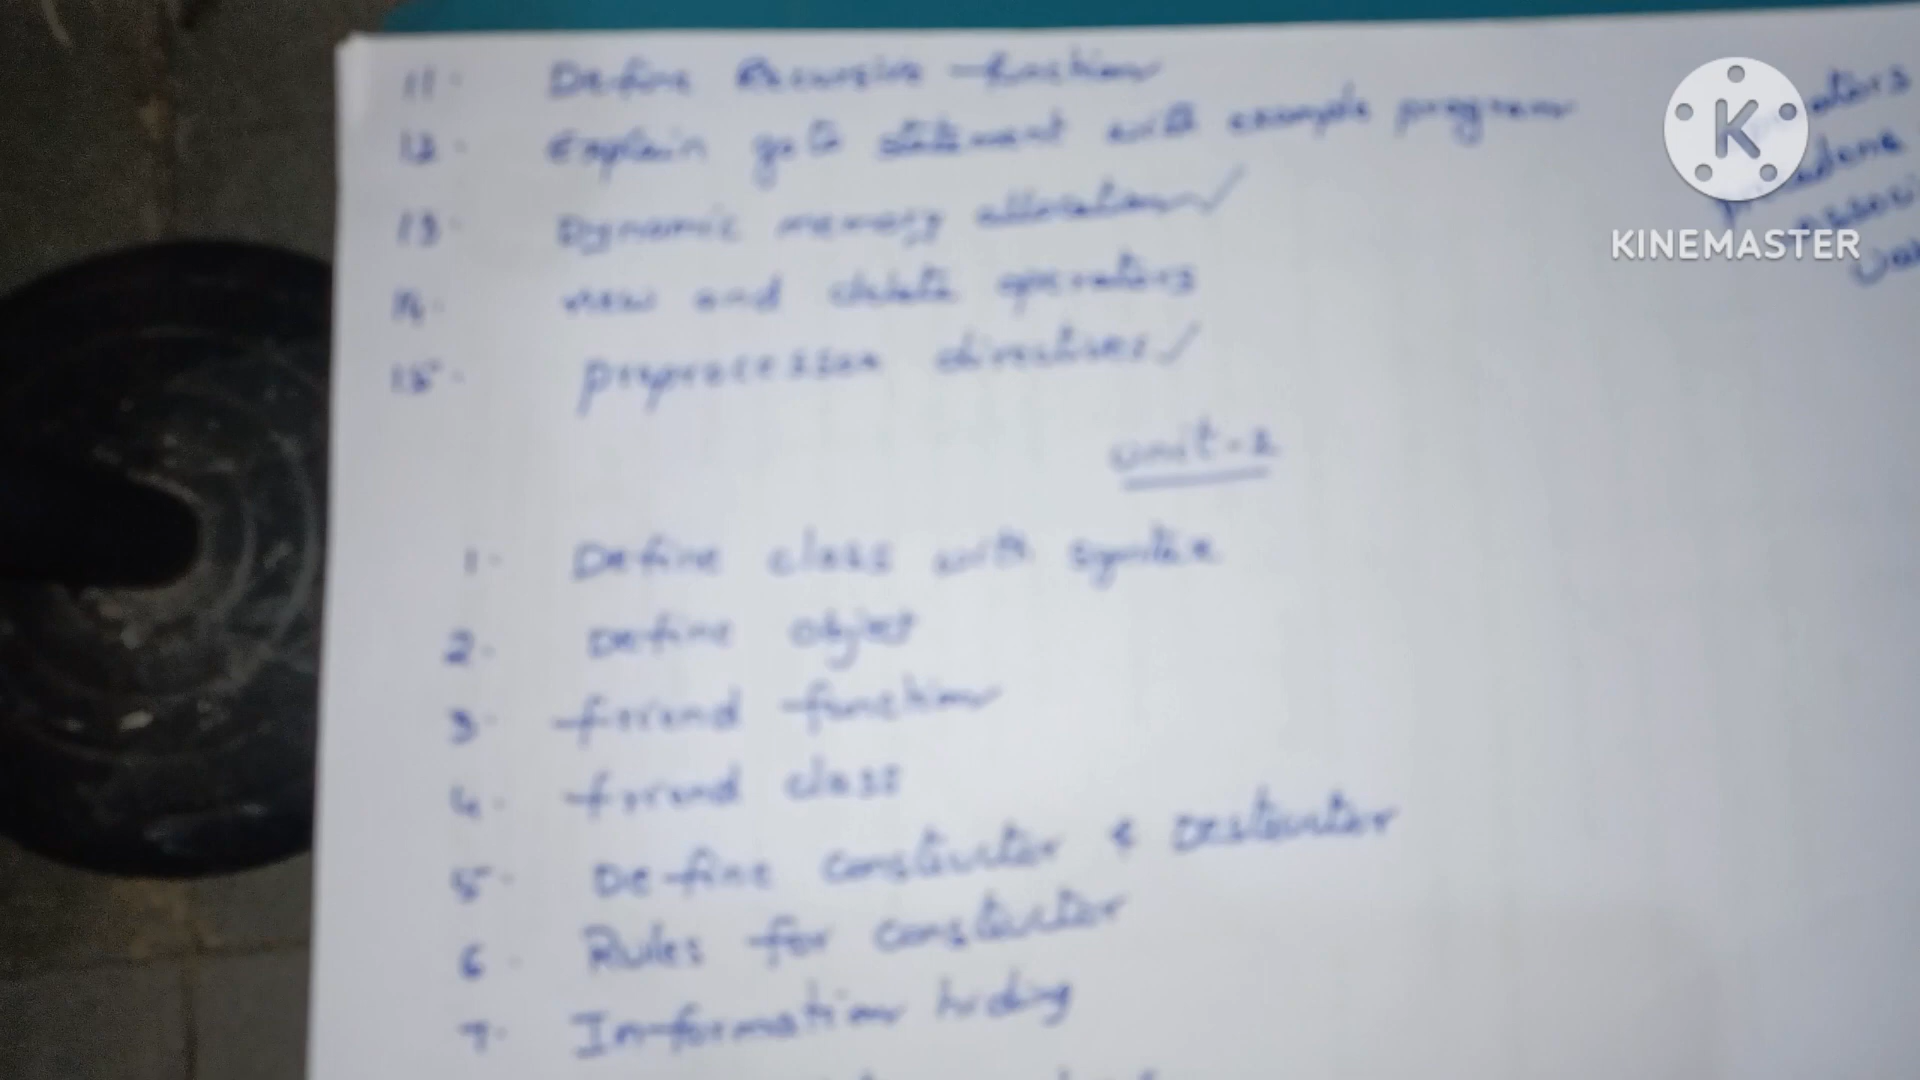 11. Define Recursive function
12. Explain goto statement with example program
13. Dynamic memory allocation ✓
14. new and delete operators
15. preprocessor directives ✓
unit-2
1. Define class with syntax
2. Define object
3. friend function
4. friend class
5. Define constructor & Destructor
6. Rules for constructor
7. Information hiding
KINEMASTER